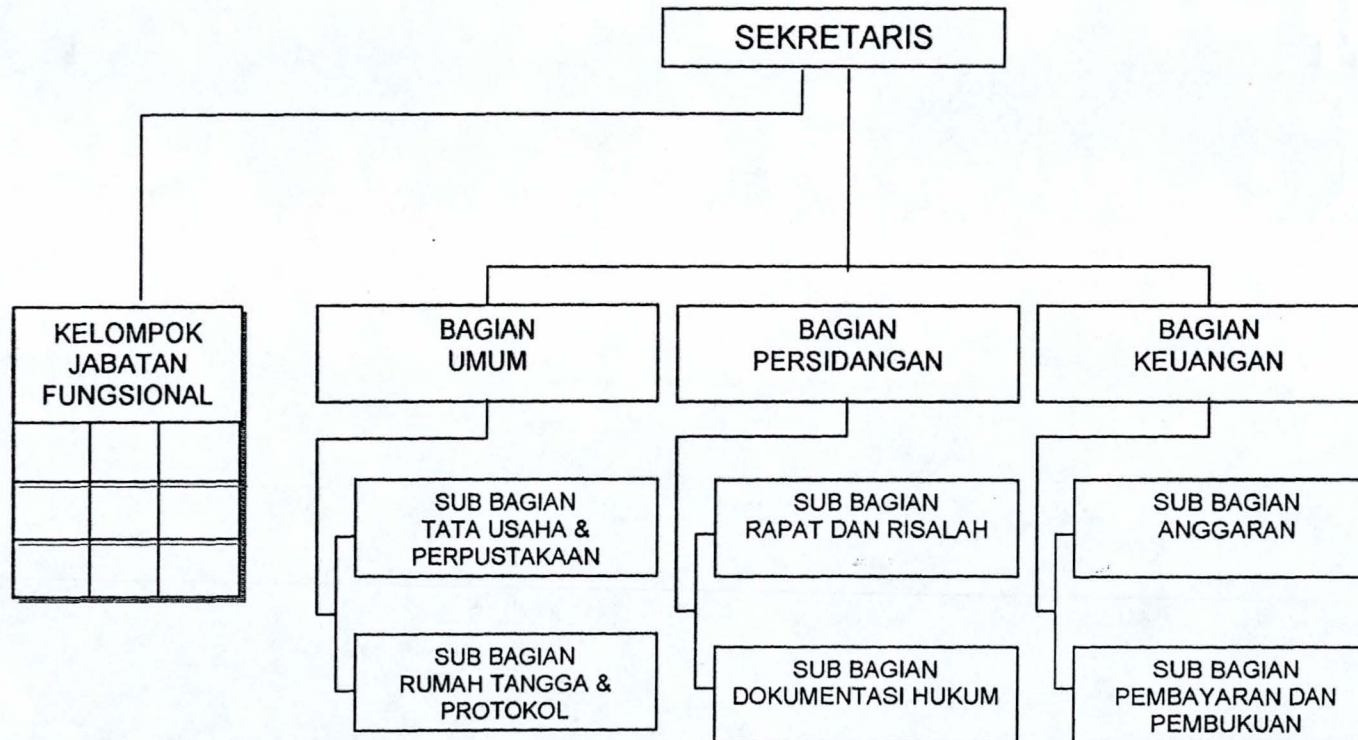 SEKRETARIS
KELOMPOK
JABATAN
FUNGSIONAL
BAGIAN
UMUM
BAGIAN
PERSIDANGAN
BAGIAN
KEUANGAN
SUB BAGIAN
TATA USAHA &
PERPUSTAKAAN
SUB BAGIAN
RAPAT DAN RISALAH
SUB BAGIAN
ANGGARAN
SUB BAGIAN
RUMAH TANGGA &
PROTOKOL
SUB BAGIAN
DOKUMENTASI HUKUM
SUB BAGIAN
PEMBAYARAN DAN
PEMBUKUAN